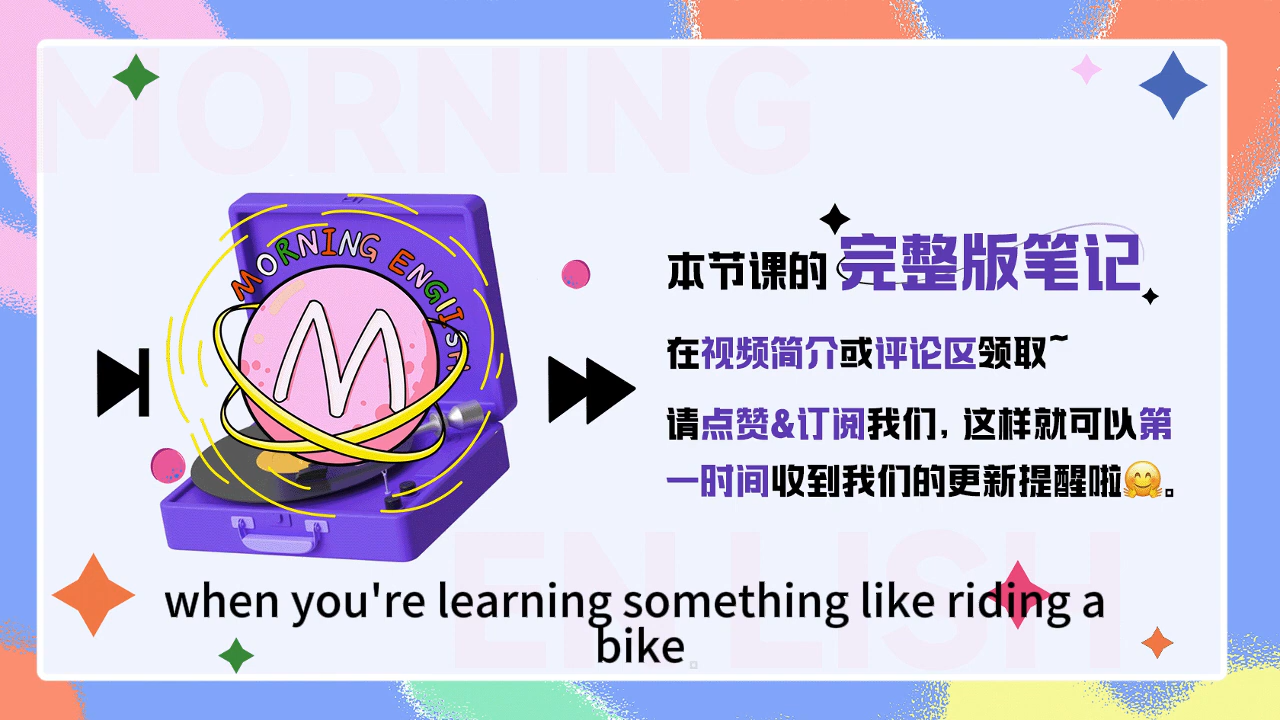 MORNING
MORNING ENGlISH
M
本节课的 完整版笔记
在视频简介或评论区领取~
请点赞&订阅我们, 这样就可以第
一时间收到我们的更新提醒啦🤗。
ENLISH
when you're learning something like riding a
bike